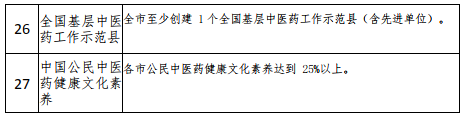 26
全国基层中医
药工作示范县
全市至少创建 1 个全国基层中医药工作示范县（含先进单位）。
27
中国公民中医
药健康文化素
养
各市公民中医药健康文化素养达到 25%以上。